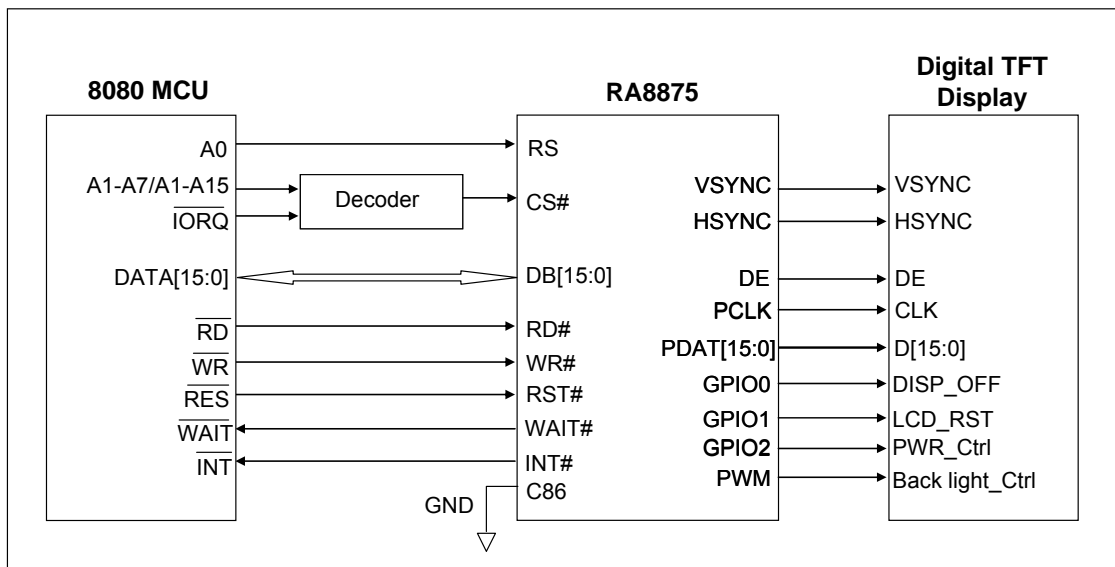 8080 MCU
RA8875
Digital TFT
Display
A0
A1-A7/A1-A15
IORQ
DATA[15:0]
RD
WR
RES
WAIT
INT
Decoder
GND
RS
CS#
DB[15:0]
RD#
WR#
RST#
WAIT#
INT#
C86
VSYNC
HSYNC
DE
PCLK
PDAT[15:0]
GPIO0
GPIO1
GPIO2
PWM
VSYNC
HSYNC
DE
CLK
D[15:0]
DISP_OFF
LCD_RST
PWR_Ctrl
Back light_Ctrl